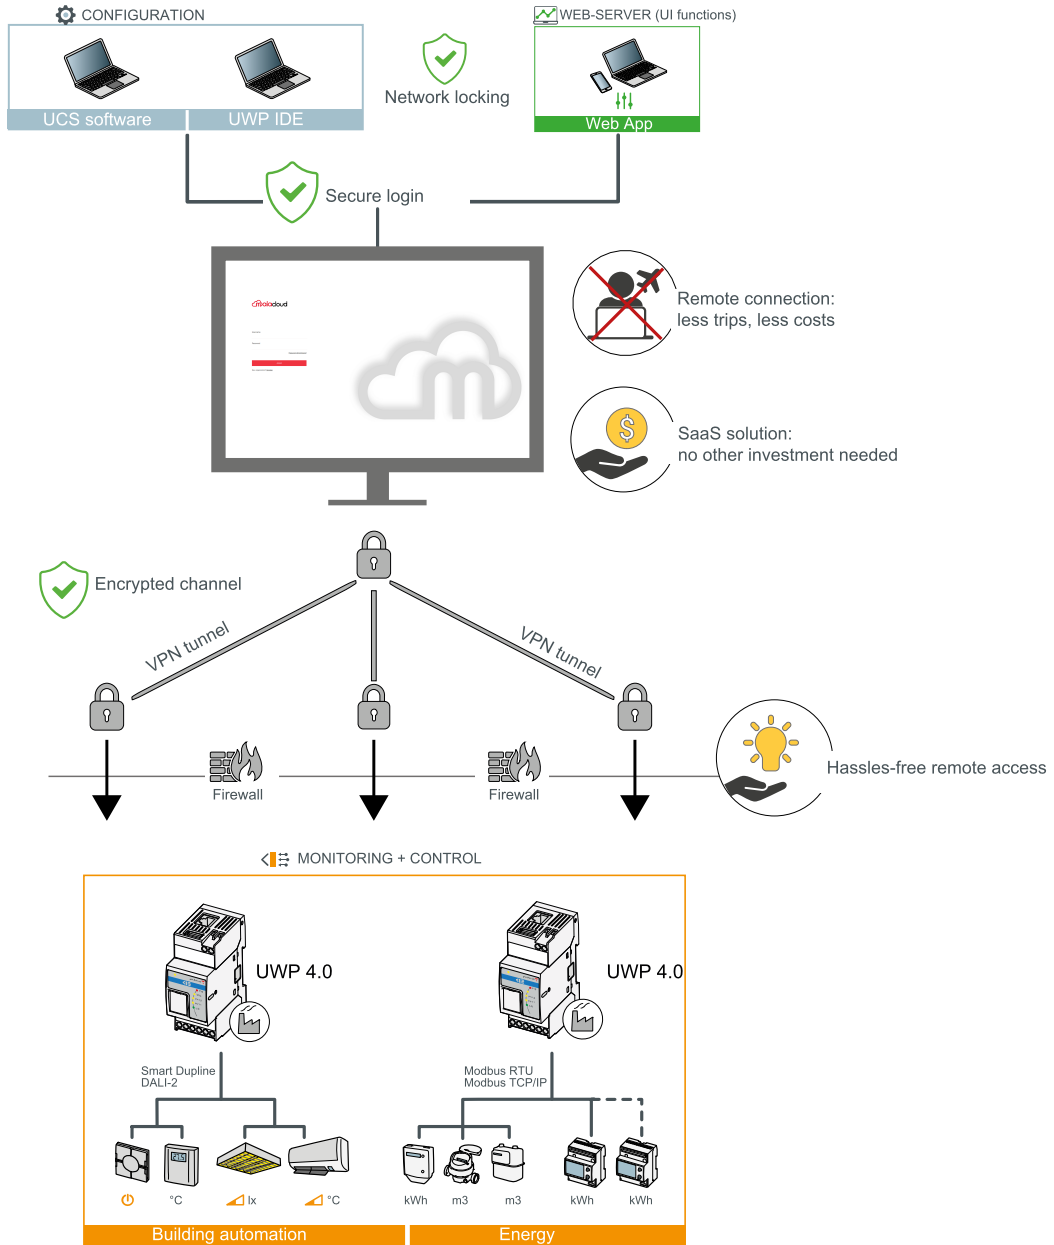 CONFIGURATION
WEB-SERVER (UI functions)
UCS software
UWP IDE
Network locking
Web App
Secure login
maiacloud
Remote connection:
less trips, less costs
SaaS solution:
no other investment needed
Encrypted channel
VPN tunnel
VPN tunnel
Firewall
Firewall
Hassles-free remote access
MONITORING + CONTROL
UWP 4.0
UWP 4.0
Smart Dupline
DALI-2
Modbus RTU
Modbus TCP/IP
°C
lx
°C
kWh
m3
m3
kWh
kWh
Building automation
Energy